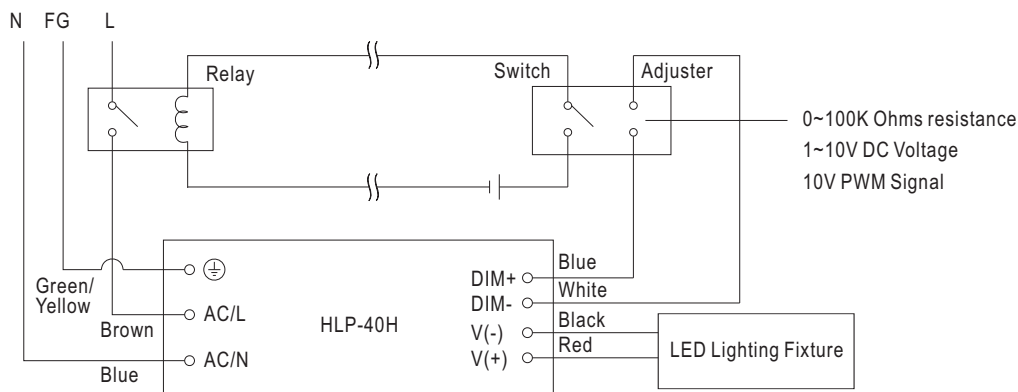 N FG L
Relay
Switch
Adjuster
0~100K Ohms resistance
1~10V DC Voltage
10V PWM Signal
Green/
Yellow
Brown
Blue
AC/L
AC/N
HLP-40H
DIM+
DIM-
V(-)
V(+)
Blue
White
Black
Red
LED Lighting Fixture